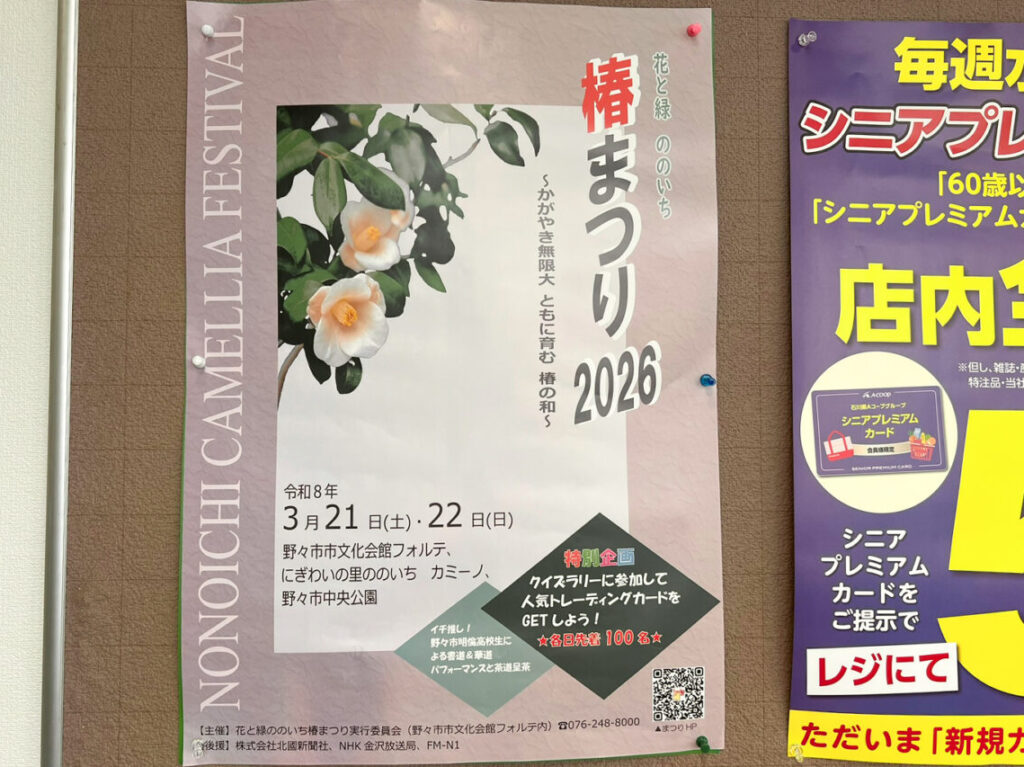 NONOICHI CAMELLIA FESTIVAL
花と緑 ののいち
椿まつり2026
～かがやき無限大 ともに育む 椿の和～
令和8年
3月21日(土)・22日(日)
野々市市文化会館フォルテ、
にぎわいの里ののいち カミーノ、
野々市中央公園
特別企画
クイズラリーに参加して
人気トレーディングカードを
GETしよう!
★各日先着100名★
イチ推し!
野々市明倫高校生に
よる書道&華道
パフォーマンスと茶道呈茶
▲まつりHP
【主催】花と緑ののいち椿まつり実行委員会（野々市市文化会館フォルテ内）☎076-248-8000
後援】株式会社北國新聞社、NHK金沢放送局、FM-N1
毎週
シニアプレ
「60歳以
「シニアプレミアム
店内
※但し、雑誌・
特注品・当社
ACOOP
石川県Aコープグループ
シニアプレミアム
カード
会員様限定
SENIOR PREMIUM CARD
シニア
プレミアム
カードを
ご提示で
レジにて
5
ただいま「新規カ